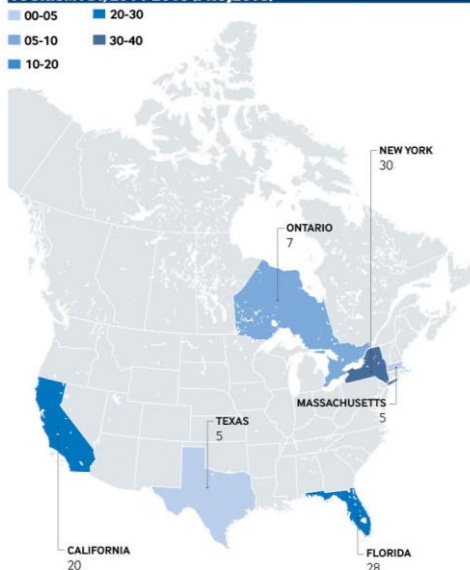 00-05
20-30
05-10
30-40
10-20
NEW YORK
30
ONTARIO
7
MASSACHUSETTS
5
TEXAS
5
CALIFORNIA
20
FLORIDA
28